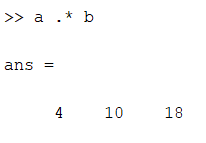 >> a .* b
ans =
4 10 18